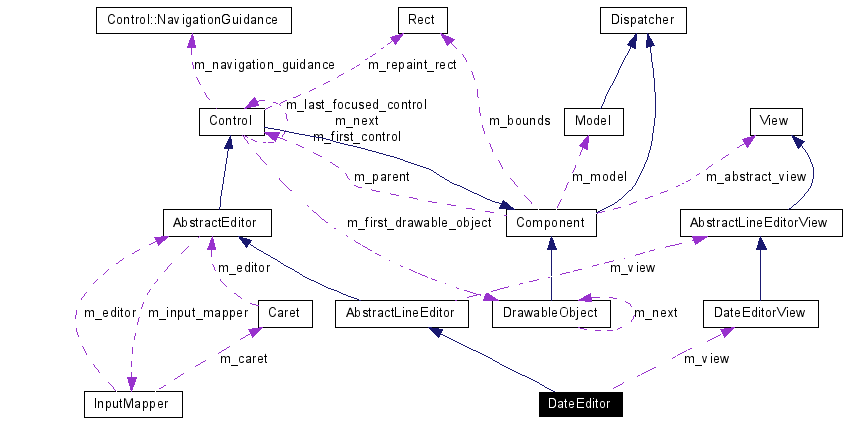 Control::NavigationGuidance
Rect
Dispatcher
m_navigation_guidance
m_repaint_rect
m_last_focused_control
m_next
m_first_control
Control
m_bounds
Model
View
m_parent
m_model
m_abstract_view
AbstractEditor
m_first_drawable_object
Component
AbstractLineEditorView
m_editor
m_view
m_editor
m_input_mapper
Caret
AbstractLineEditor
DrawableObject
m_next
DateEditorView
m_caret
m_view
InputMapper
DateEditor